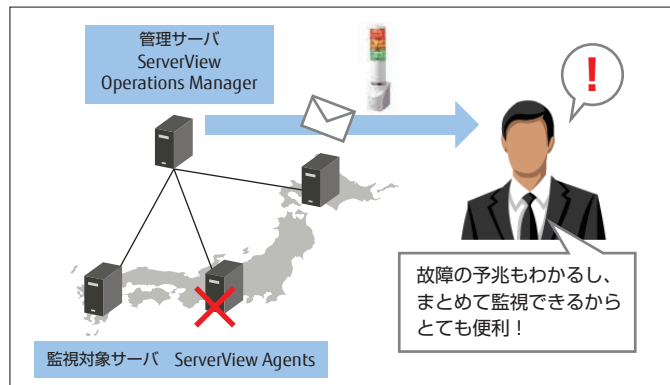 管理サーバ
ServerView
Operations Manager
!
故障の予兆もわかるし、
まとめて監視できるから
とても便利！
監視対象サーバ　ServerView Agents